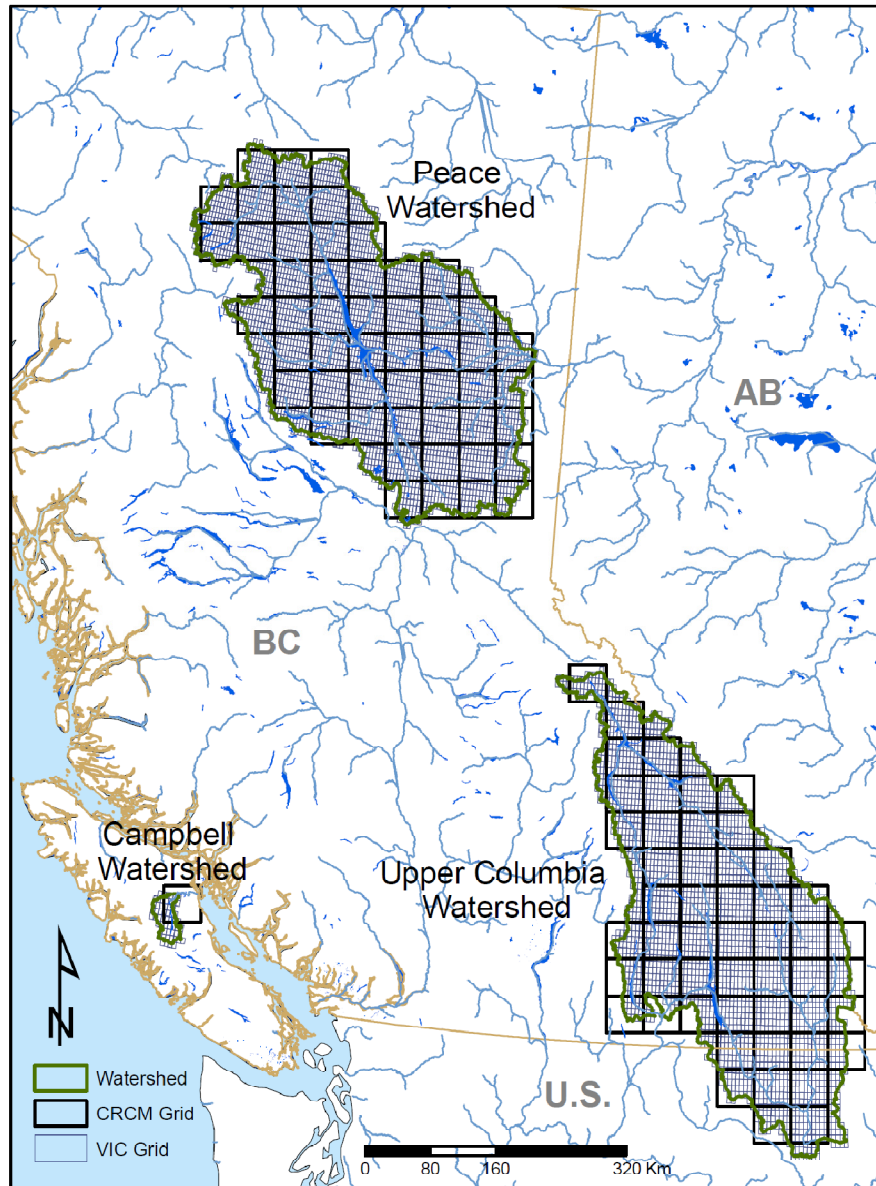 Peace
Watershed
AB
BC
Campbell
Watershed
Upper Columbia
Watershed
N
Watershed
CRCM Grid
VIC Grid
U.S.
0 80 160 320 Km